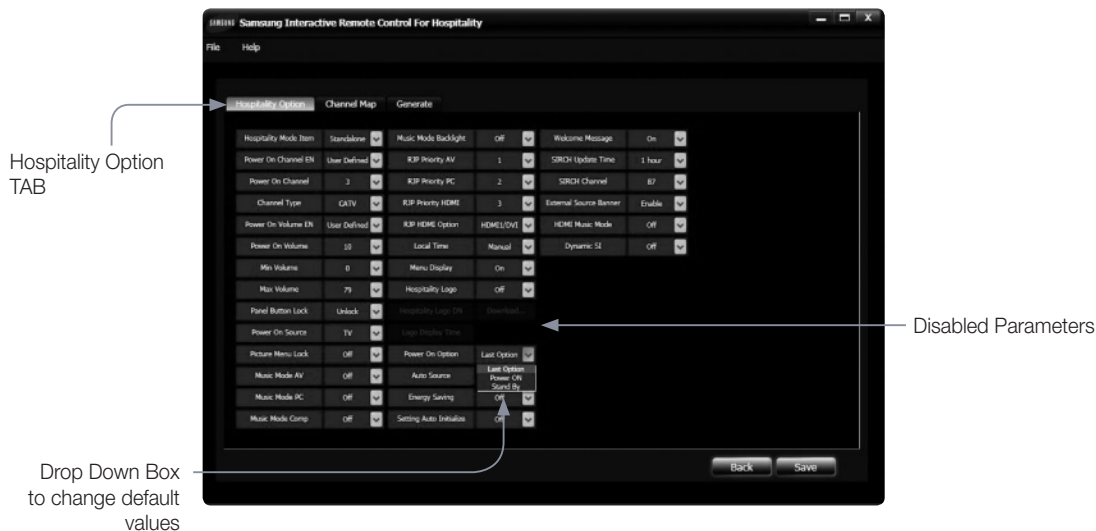 SAMSUNG Samsung Interactive Remote Control For Hospitality
File Help
Hospitality Option Channel Map Generate
Hospitality Option
TAB
Hospitality Mode Item Standalone Music Mode Backlight Off Welcome Message On
Power On Channel EN User Defined RJP Priority AV 1 SIRCH Update Time 1 hour
Power On Channel 3 RJP Priority PC 2 SIRCH Channel 87
Channel Type CATV RJP Priority HDMI 3 External Source Banner Enable
Power On Volume EN User Defined RJP HDMI Option HDMI1/DVI HDMI Music Mode Off
Power On Volume 10 Local Time Manual Dynamic SI Off
Min Volume 0 Menu Display On
Max Volume 79 Hospitality Logo Off
Panel Button Lock Unlock Hospitality Logo DN Download...
Power On Source TV Logo Display Time
Disabled Parameters
Picture Menu Lock Off Power On Option Last Option
Music Mode AV Off Auto Source Last Option
Power ON
Music Mode PC Off Energy Saving Stand By
Off
Music Mode Comp Off Setting Auto Initialize Off
Back Save
Drop Down Box
to change default
values